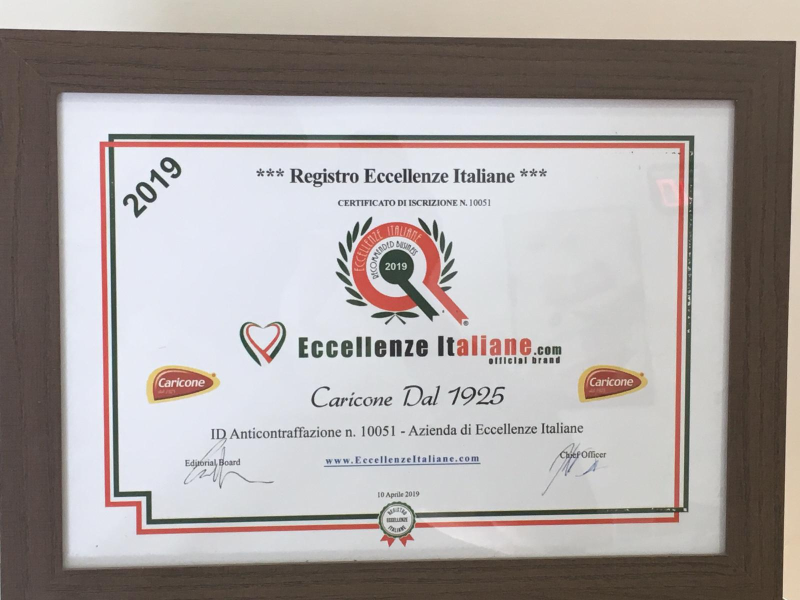 2019
*** Registro Eccellenze Italiane ***
CERTIFICATO DI ISCRIZIONE N. 10051
ECCELLENZE ITALIANE
RECOMMENDED BUSINESS
2019
Eccellenze Italiane.com
official brand
Caricone
Caricone
Caricone Dal 1925
ID Anticontraffazione n. 10051 - Azienda di Eccellenze Italiane
Editorial Board
www.EccellenzeItaliane.com
Chief Officer
10 Aprile 2019
REGISTRO
ECCELLENZE
ITALIANE